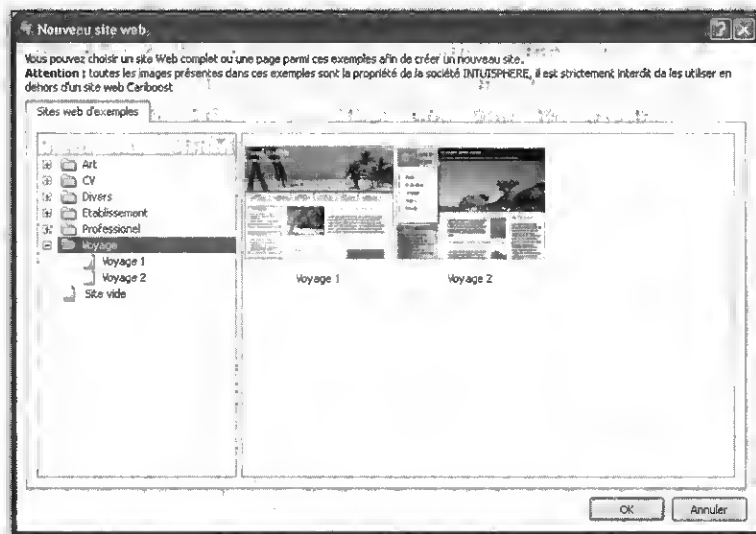 Nouveau site web
Vous pouvez choisir un site Web complet ou une page parmi ces exemples afin de créer un nouveau site.
Attention : toutes les images présentes dans ces exemples sont la propriété de la société INTUISPHERE, il est strictement interdit de les utiliser en
dehors d'un site web Cariboost
Sites web d'exemples
Art
CV
Divers
Etablissement
Professionel
Voyage
Voyage 1
Voyage 2
Site vide
Voyage 1
Voyage 2
OK
Annuler